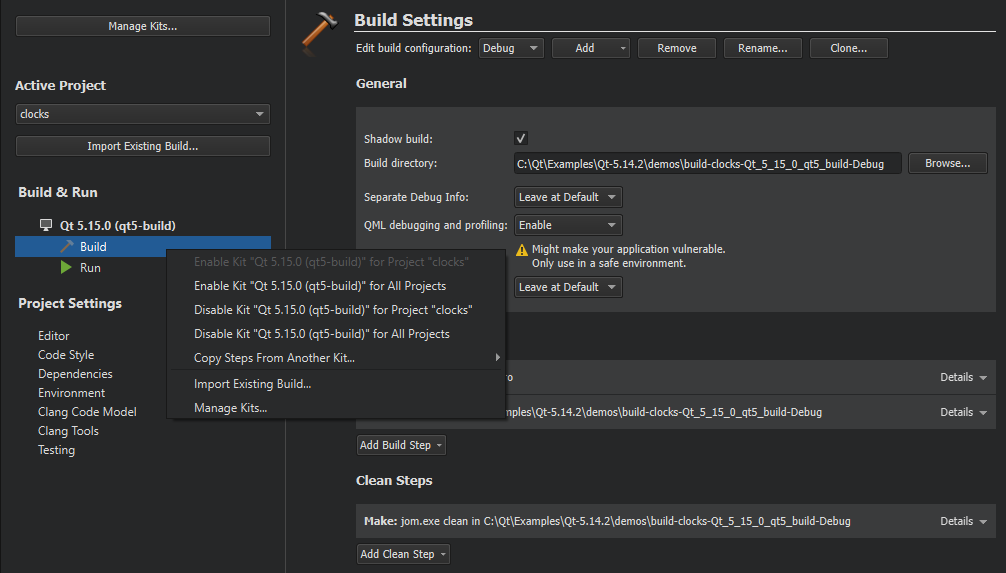 Manage Kits...
Active Project
clocks
Import Existing Build...
Build & Run
Qt 5.15.0 (qt5-build)
Build
Run
Project Settings
Editor
Code Style
Dependencies
Environment
Clang Code Model
Clang Tools
Testing
Enable Kit "Qt 5.15.0 (qt5-build)" for Project "clocks"
Enable Kit "Qt 5.15.0 (qt5-build)" for All Projects
Disable Kit "Qt 5.15.0 (qt5-build)" for Project "clocks"
Disable Kit "Qt 5.15.0 (qt5-build)" for All Projects
Copy Steps From Another Kit...
Import Existing Build...
Manage Kits...
Build Settings
Edit build configuration: Debug Add Remove Rename... Clone...
General
Shadow build:
Build directory: C:\Qt\Examples\Qt-5.14.2\demos\build-clocks-Qt_5_15_0_qt5_build-Debug Browse...
Separate Debug Info: Leave at Default
QML debugging and profiling: Enable
Might make your application vulnerable.
Only use in a safe environment.
Leave at Default
o Details
mples\Qt-5.14.2\demos\build-clocks-Qt_5_15_0_qt5_build-Debug Details
Add Build Step
Clean Steps
Make: jom.exe clean in C:\Qt\Examples\Qt-5.14.2\demos\build-clocks-Qt_5_15_0_qt5_build-Debug Details
Add Clean Step